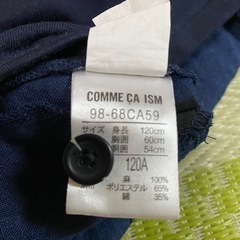 COMME CA ISM
98-68CA59
サイズ 身長 120cm
胸囲 60cm
胴囲 54cm
120A
麻 100%
ポリエステル 65%
綿 35%